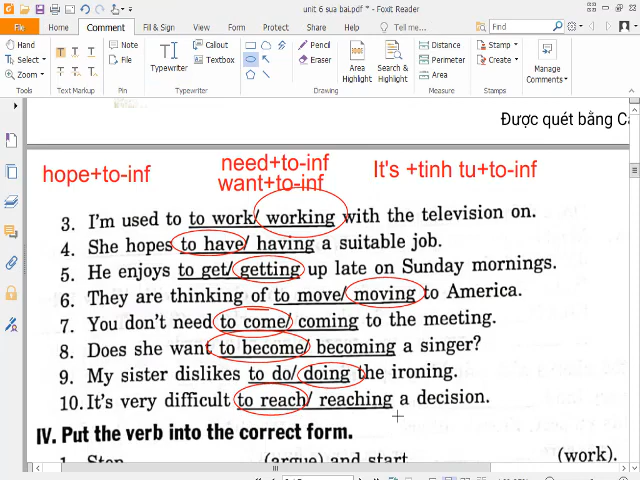 unit 6 sua bai.pdf * - Foxit Reader
File Home Comment Fill & Sign View Form Tell me... Find
Hand
Select
Zoom
Tools
Text Markup
Note
File
Pin
Typewriter
Callout
Textbox
Typewriter
Drawing
Pencil
Eraser
Area Highlight
Search & Highlight
Distance
Perimeter
Area
Measure
Stamp
Create
Stamps
Manage Comments
Được quét bằng Ca
hope+to-inf
need+to-inf
want+to-inf
It's +tinh tu+to-inf
3. I'm used to to work/ working with the television on.
4. She hopes to have/ having a suitable job.
5. He enjoys to get/ getting up late on Sunday mornings.
6. They are thinking of to move/ moving to America.
7. You don't need to come/ coming to the meeting.
8. Does she want to become/ becoming a singer?
9. My sister dislikes to do/ doing the ironing.
10. It's very difficult to reach/ reaching a decision.
IV. Put the verb into the correct form.
1. Stop (argue) and start (work).